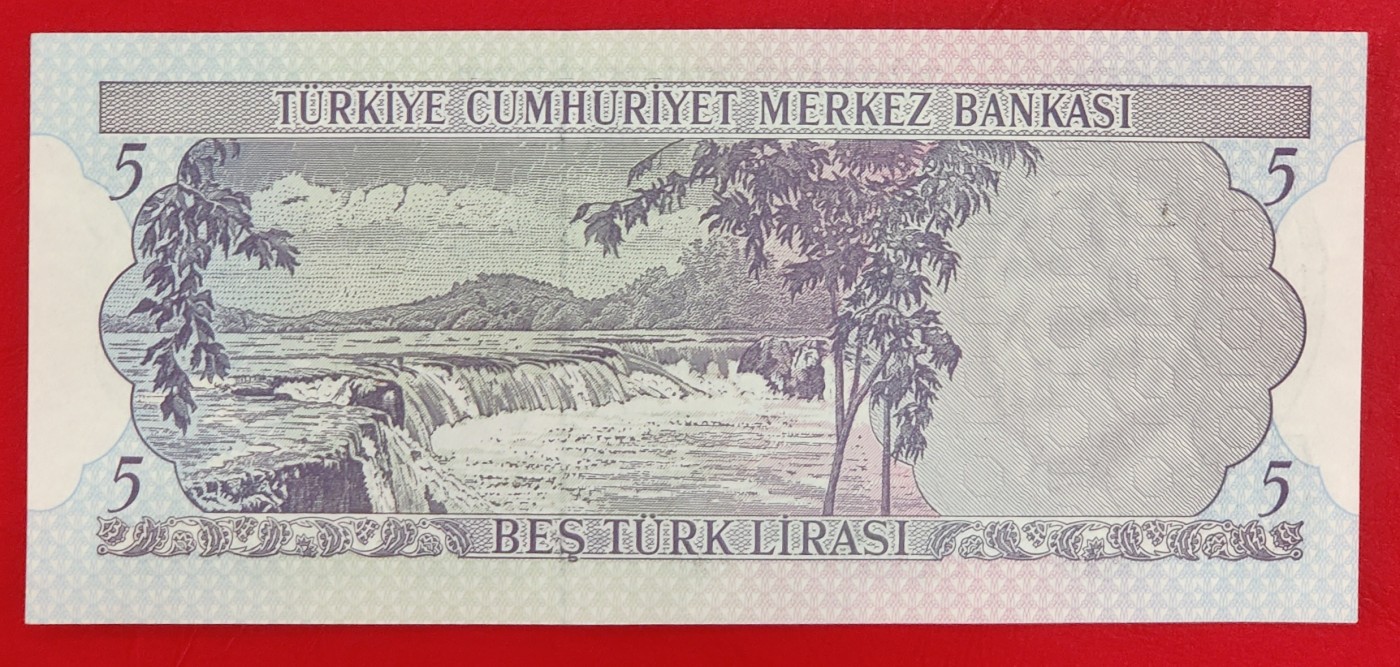 TÜRKİYE CUMHURİYET MERKEZ BANKASI
5 5
5 5
BEŞ TÜRK LİRASI